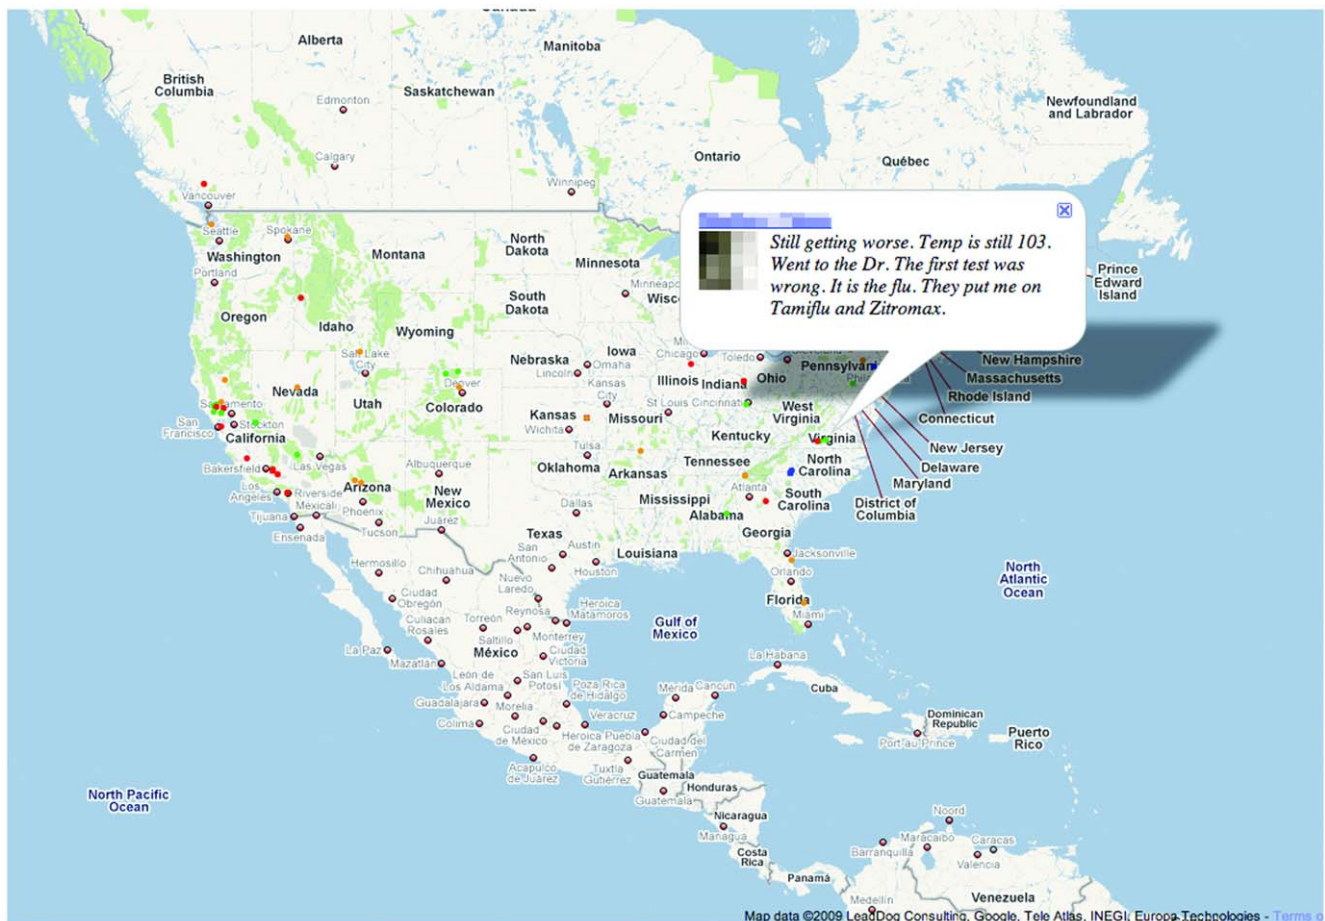 Alberta
Manitoba
British
Columbia
Saskatchewan
Edmonton
Newfoundland
and Labrador
Calgary
Ontario
Québec
Winnipeg
Vancouver
Still getting worse. Temp is still 103.
Went to the Dr. The first test was
wrong. It is the flu. They put me on
Tamiflu and Zitromax.
Seattle
Spokane
Washington
Montana
North
Dakota
Minnesota
Prince
Edward
Island
Portland
South
Dakota
Oregon
Idaho
Wyoming
Salt Lake
City
Nebraska
Iowa
Omaha
Lincoln
Chicago
Toledo
Pennsylvan
New Hampshire
Massachusetts
Rhode Island
Connecticut
Nevada
Utah
Denver
Colorado
Kansas
City
Illinois
Indiana
Ohio
St Louis
Cincinnati
West
Virginia
Sacramento
San
Francisco
Stockton
California
Kansas
Wichita
Missouri
Kentucky
Virginia
New Jersey
Delaware
Maryland
District of
Columbia
Las Vegas
Bakersfield
Tulsa
Oklahoma
Arkansas
Tennessee
North
Carolina
Albuquerque
Los
Angeles
Riverside
Arizona
Phoenix
New
Mexico
Mississippi
Atlanta
South
Carolina
Alabama
Georgia
Tijuana
Mexicali
Ensenada
Tucson
Juárez
Dallas
Texas
Austin
San
Antonio
Houston
Louisiana
Jacksonville
Orlando
Florida
Miami
North
Atlantic
Ocean
Hermosillo
Chihuahua
Ciudad
Obregón
Nuevo
Laredo
Culiacan
Rosales
Torreón
Reynosa
Heroica
Matamoros
Saltillo
Monterrey
Gulf of
Mexico
La Paz
Mazatlán
México
Ciudad
Victoria
La Habana
León de
Los Aldama
San Luis
Potosí
Poza Rica
de Hidalgo
Mérida
Cancún
Cuba
Guadalajara
Morelia
Colima
Ciudad
de México
Veracruz
Heroica Puebla
de Zaragoza
Campeche
Ciudad del
Carmen
Dominican
Republic
Port au Prince
Puerto
Rico
Acapulco
de Juárez
Tuxtla
Gutiérrez
Guatemala
Guatemala
Honduras
North Pacific
Ocean
Nicaragua
Managua
Noord
Costa
Rica
Barranquilla
Maracaibo
Caracas
Valencia
Panamá
Venezuela
Medellín
Map data ©2009 LeadDog Consulting, Google, Tele Atlas, INEGI, Europa Technologies - Terms o